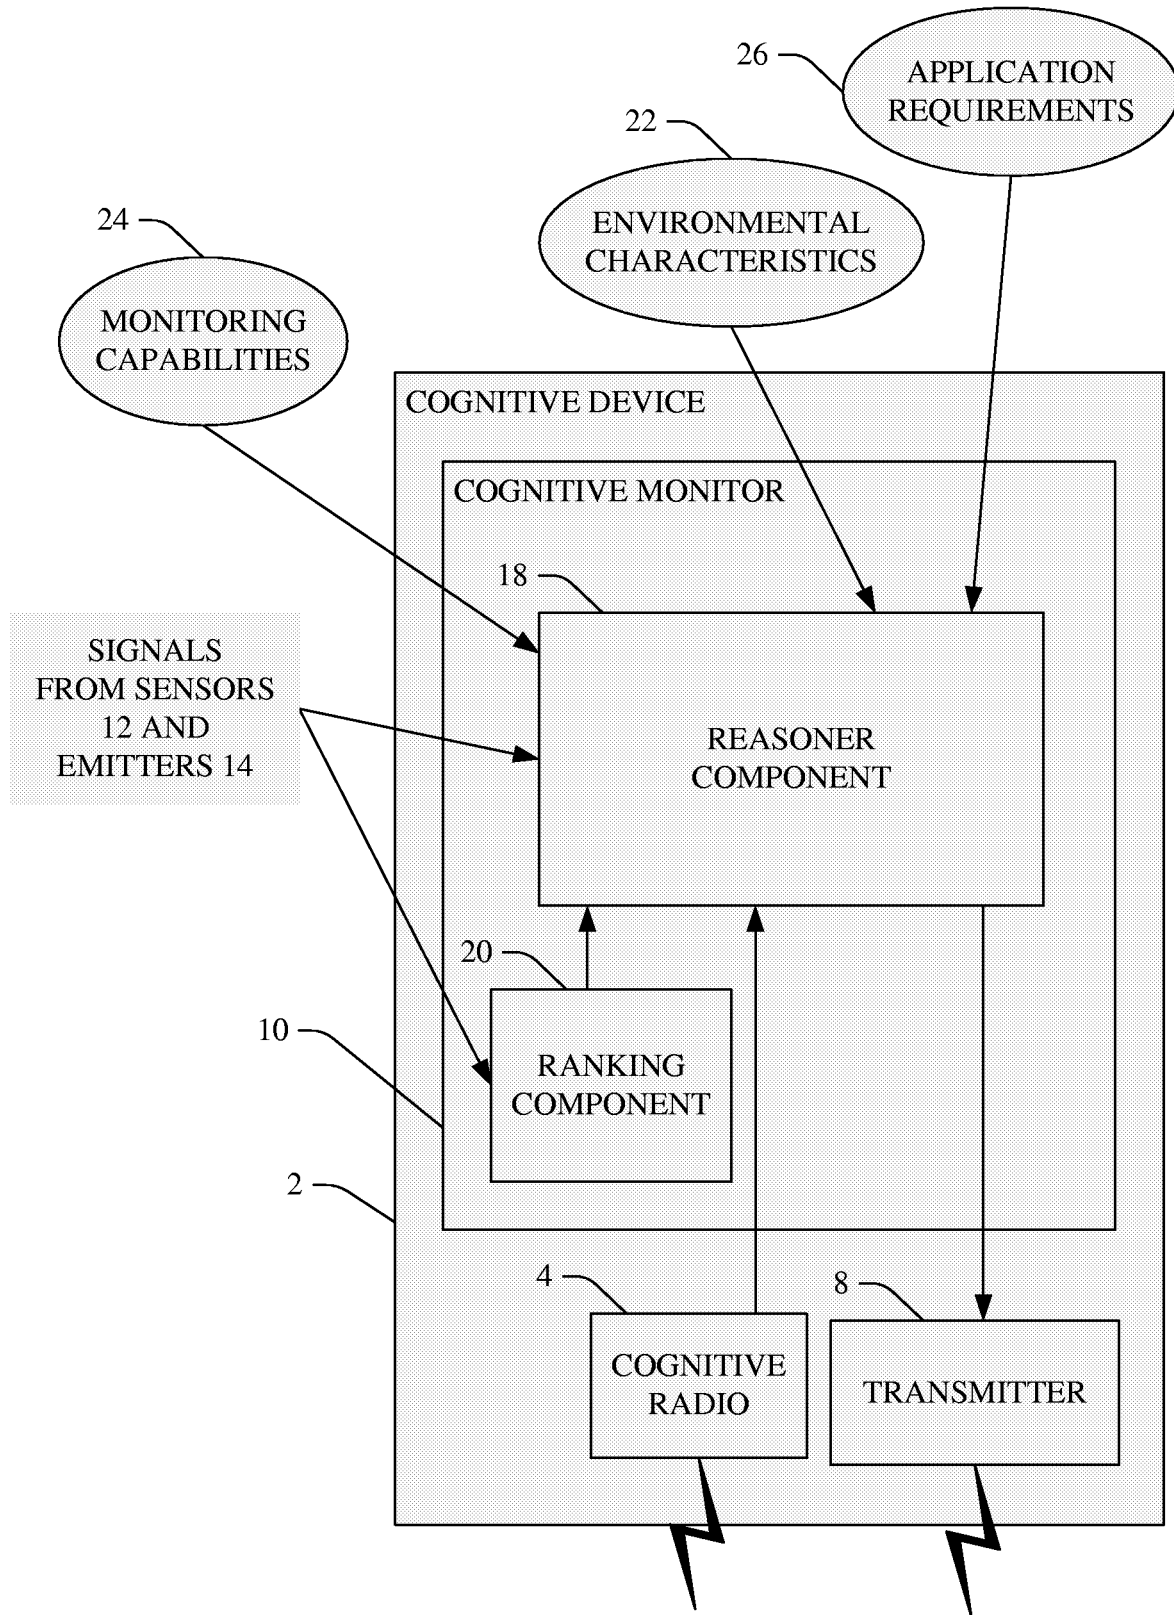 26
APPLICATION
REQUIREMENTS
22
ENVIRONMENTAL
CHARACTERISTICS
24
MONITORING
CAPABILITIES
COGNITIVE DEVICE
COGNITIVE MONITOR
18
SIGNALS
FROM SENSORS
12 AND
EMITTERS 14
REASONER
COMPONENT
20
10
RANKING
COMPONENT
2
4
8
COGNITIVE
RADIO
TRANSMITTER